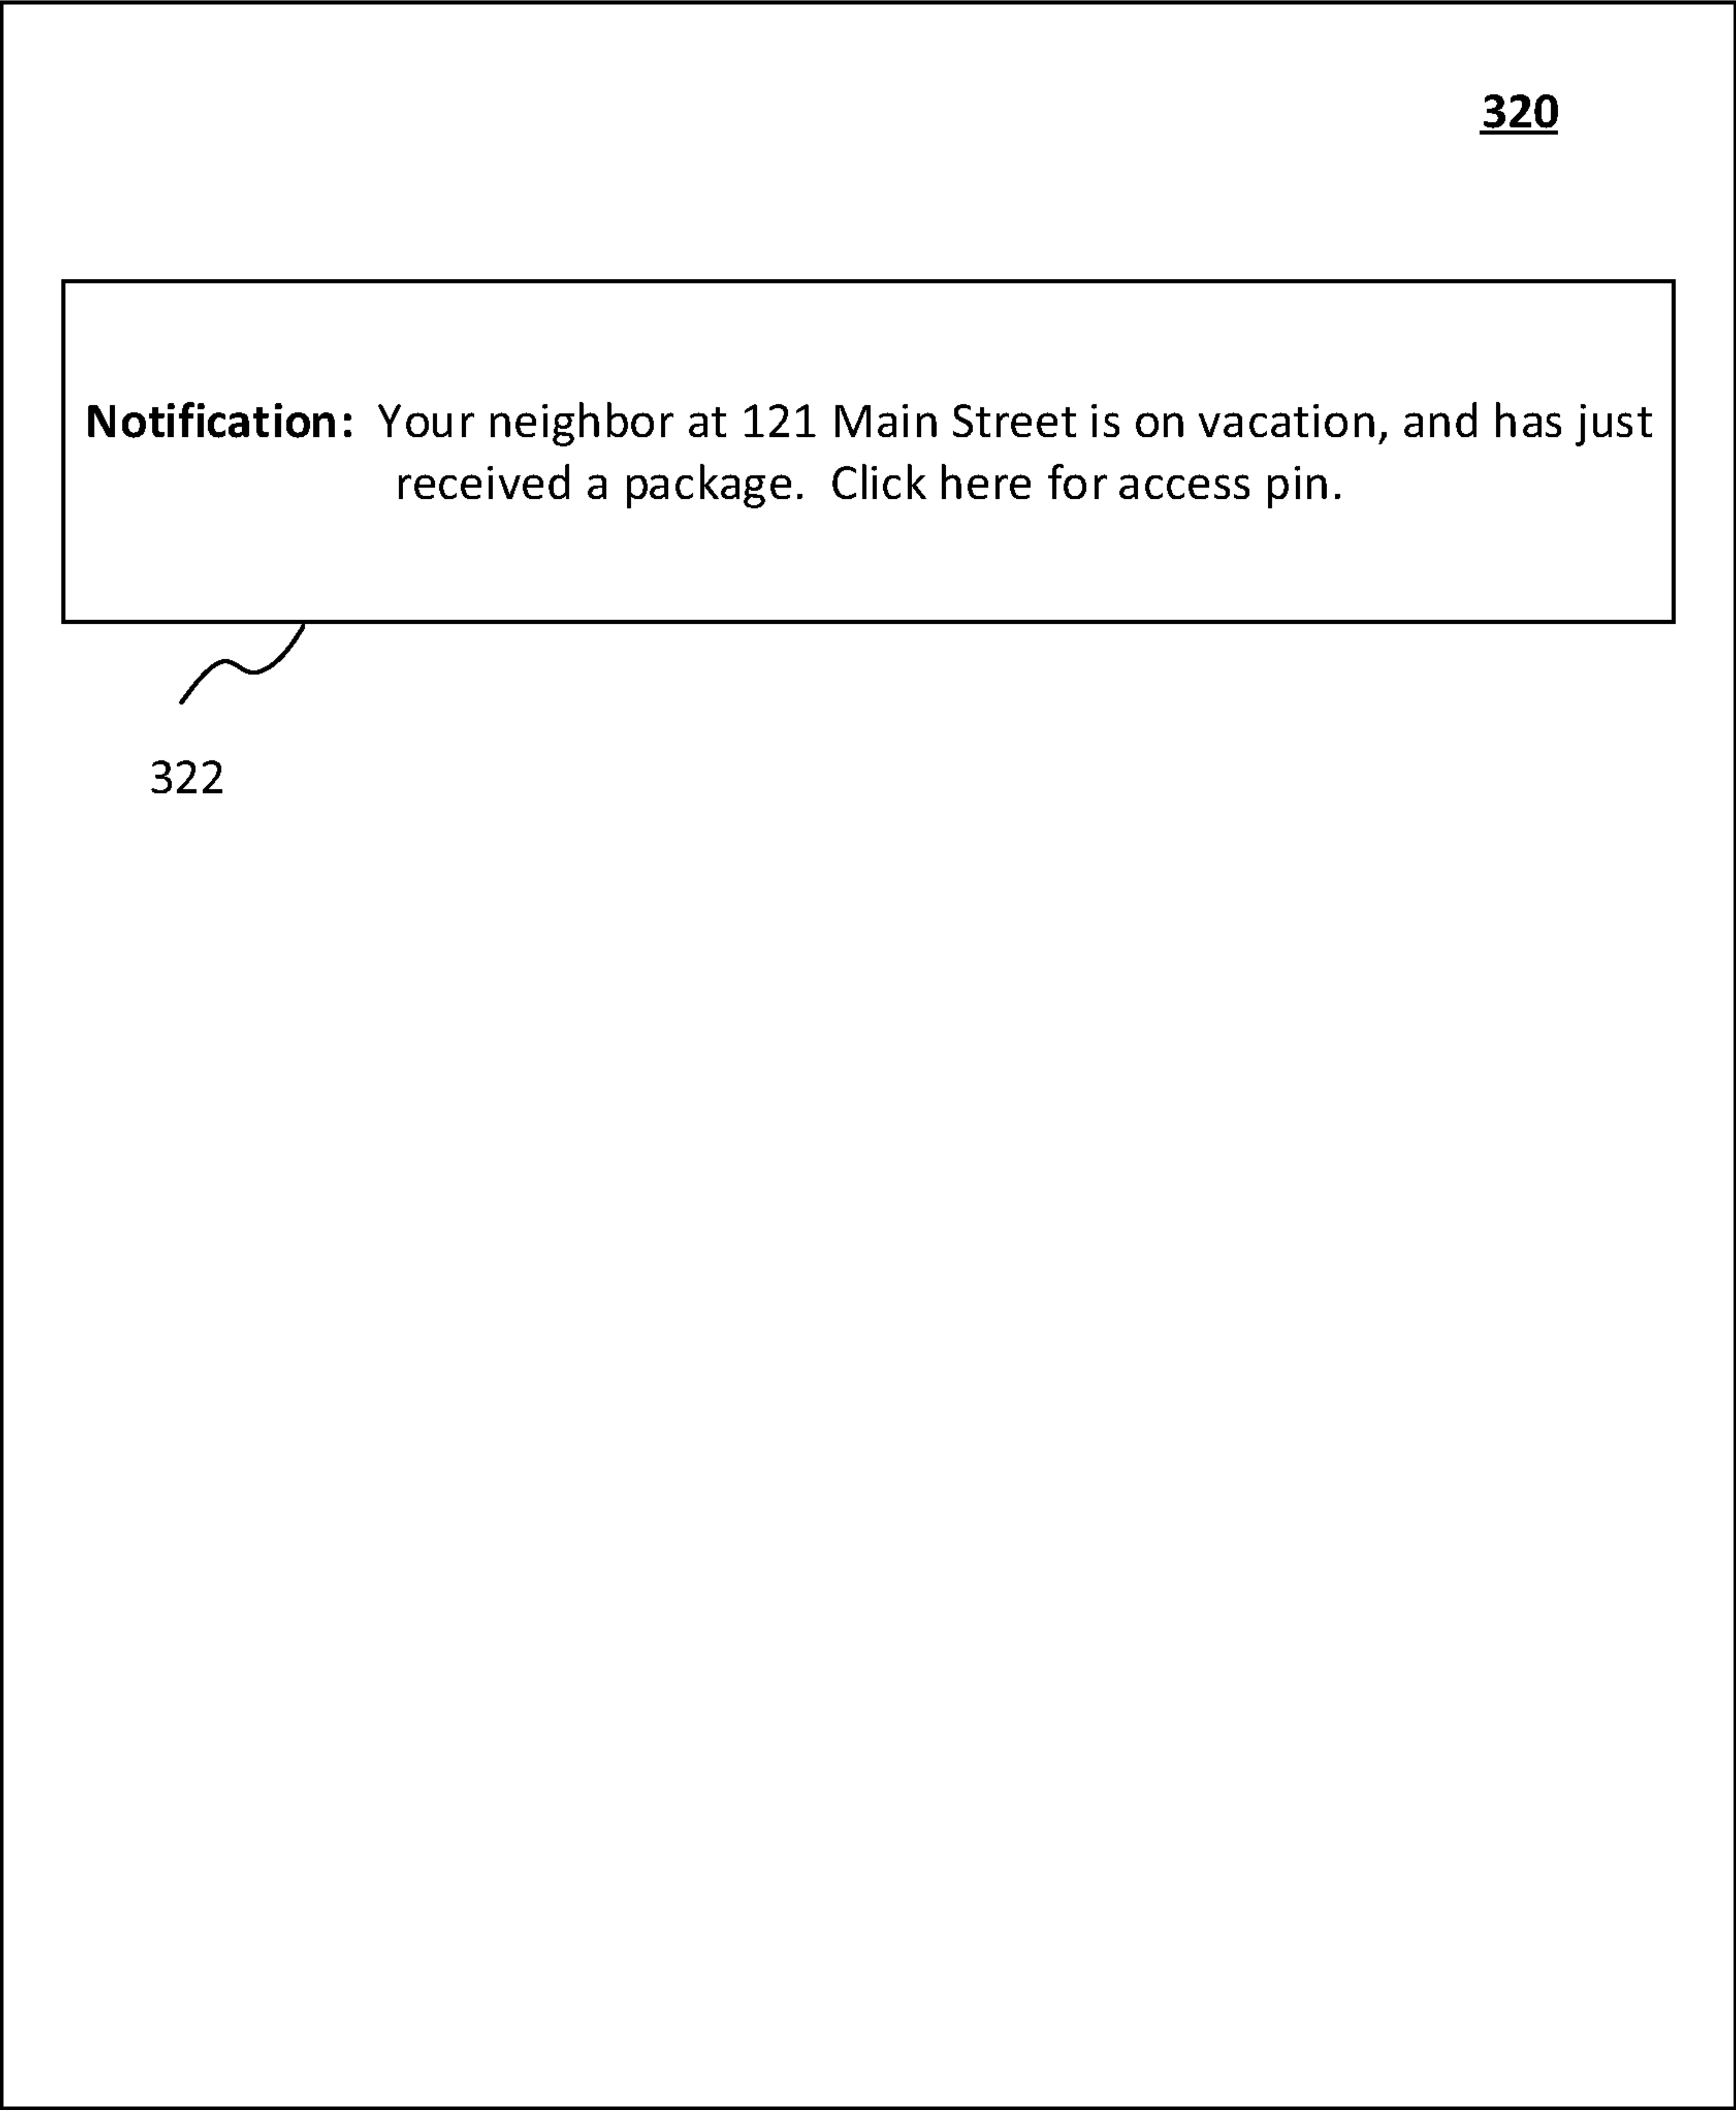 320
Notification:  Your neighbor at 121 Main Street is on vacation, and has just
received a package.  Click here for access pin.
322